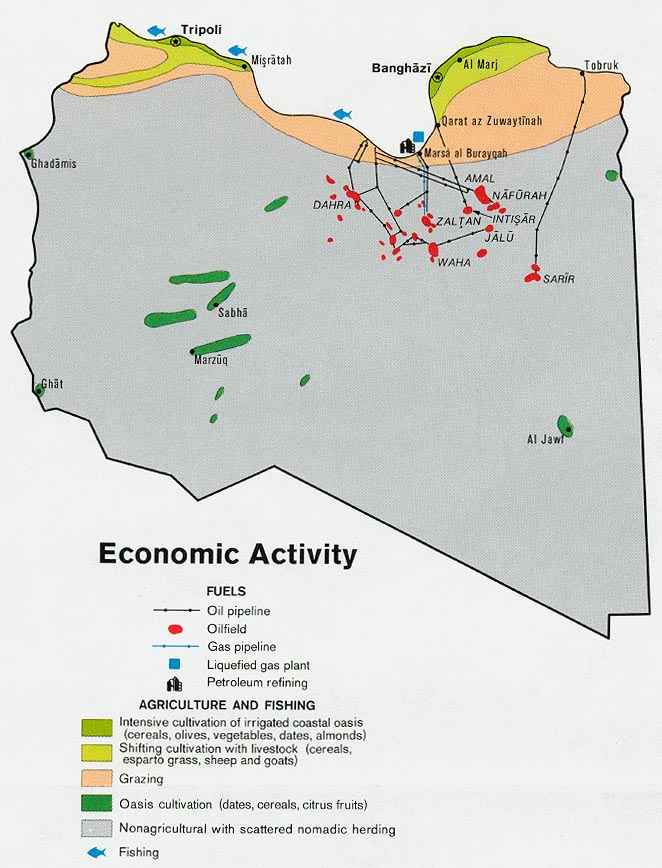 Tripoli
Miṣrātah
Banghāzī
Al Marj
Tobruk
Qarat az Zuwaytīnah
Marsá al Burayqah
Ghadāmis
AMAL
NĀFŪRAH
DAHRA
ZALṬAN
INTIṢĀR
JĀLŪ
WAHA
SARĪR
Sabhā
Marzūq
Ghāt
Al Jawf
Economic Activity
FUELS
Oil pipeline
Oilfield
Gas pipeline
Liquefied gas plant
Petroleum refining
AGRICULTURE AND FISHING
Intensive cultivation of irrigated coastal oasis
(cereals, olives, vegetables, dates, almonds)
Shifting cultivation with livestock (cereals,
esparto grass, sheep and goats)
Grazing
Oasis cultivation (dates, cereals, citrus fruits)
Nonagricultural with scattered nomadic herding
Fishing